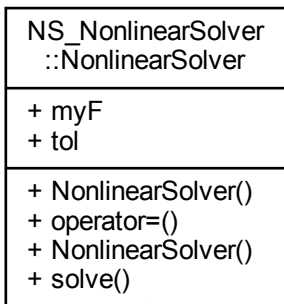 NS_NonlinearSolver
::NonlinearSolver
+ myF
+ tol
+ NonlinearSolver()
+ operator=()
+ NonlinearSolver()
+ solve()